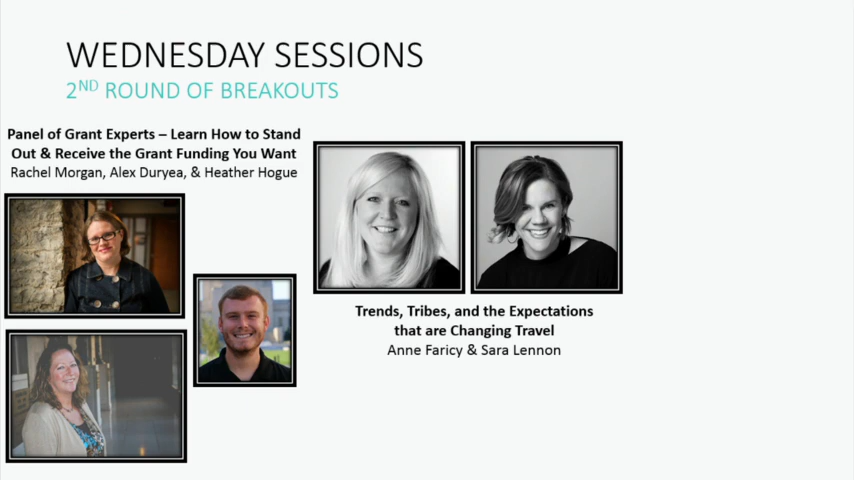 WEDNESDAY SESSIONS
2ND ROUND OF BREAKOUTS
Panel of Grant Experts – Learn How to Stand
Out & Receive the Grant Funding You Want
Rachel Morgan, Alex Duryea, & Heather Hogue
Trends, Tribes, and the Expectations
that are Changing Travel
Anne Faricy & Sara Lennon